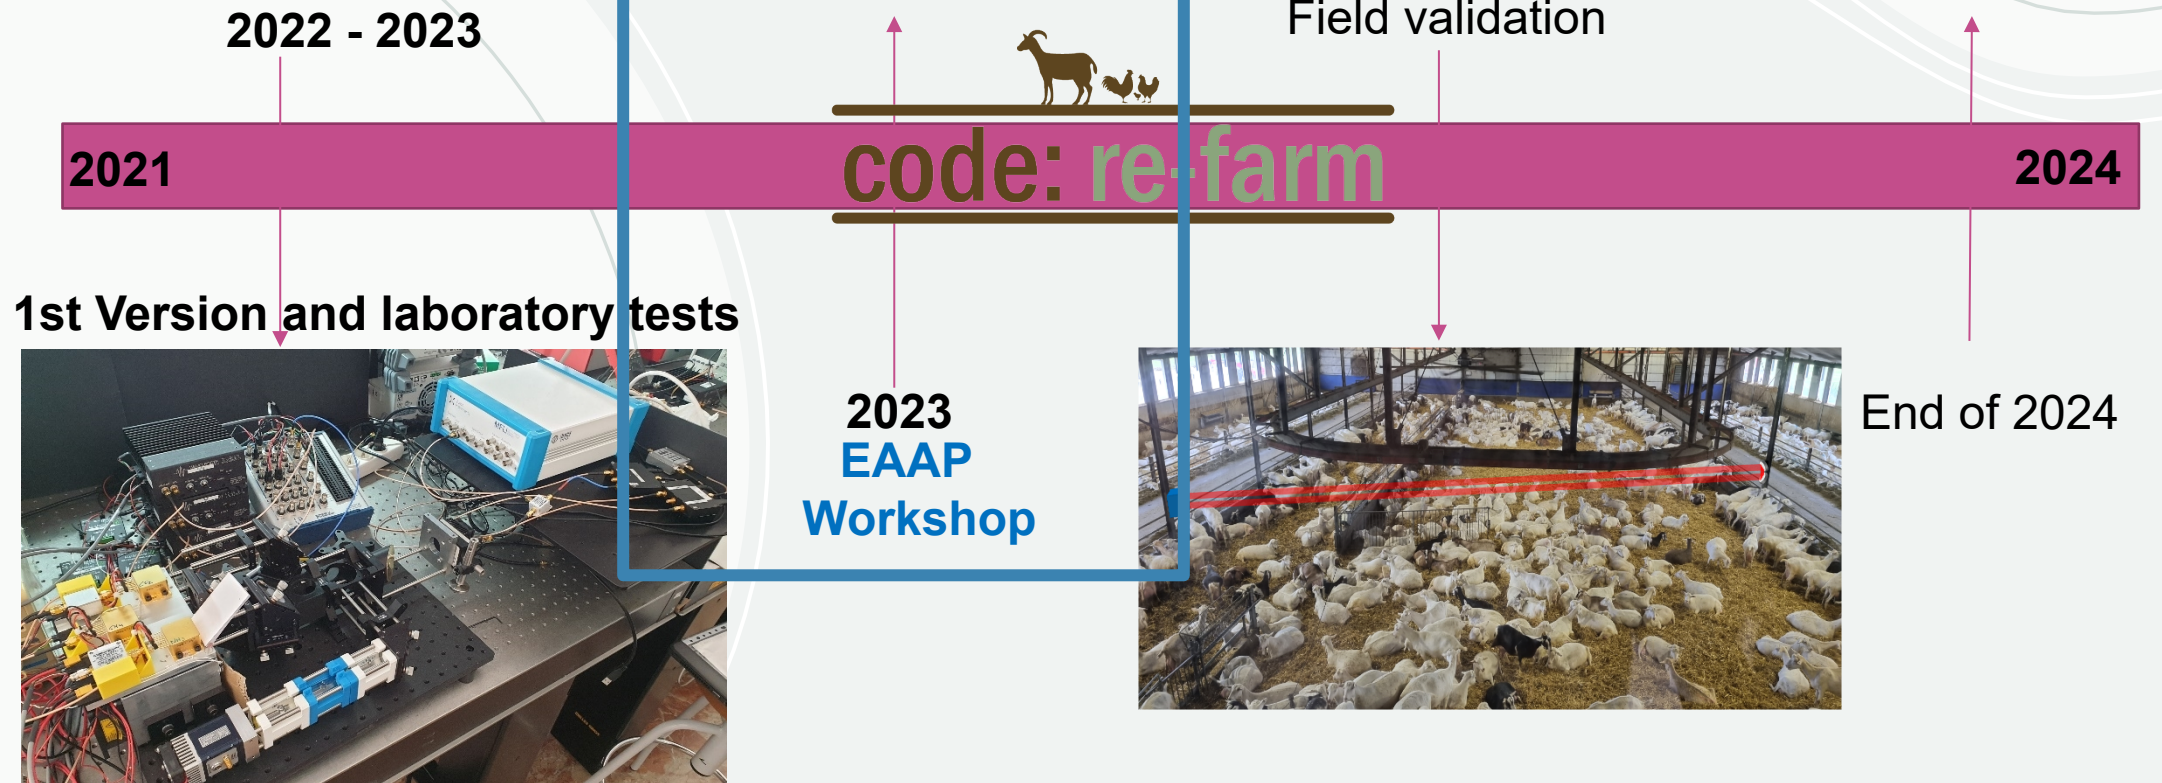 2022 - 2023
Field validation
2021
code: re-farm
2024
1st Version and laboratory tests
2023
EAAP
Workshop
End of 2024